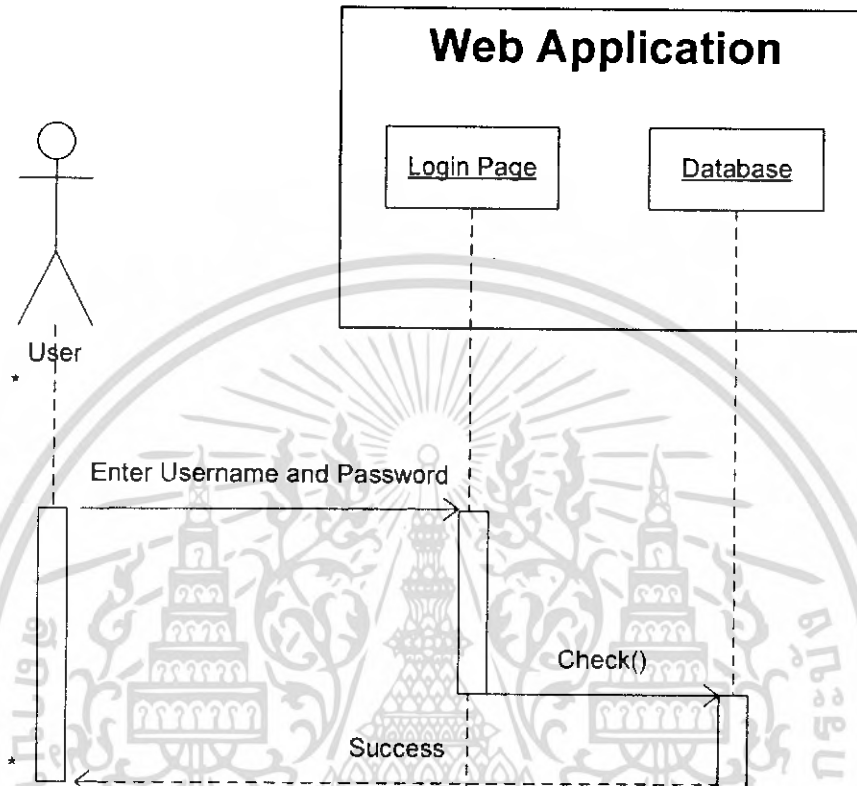 Web Application
Login Page
Database
User
*
Enter Username and Password
Check()
Success
*